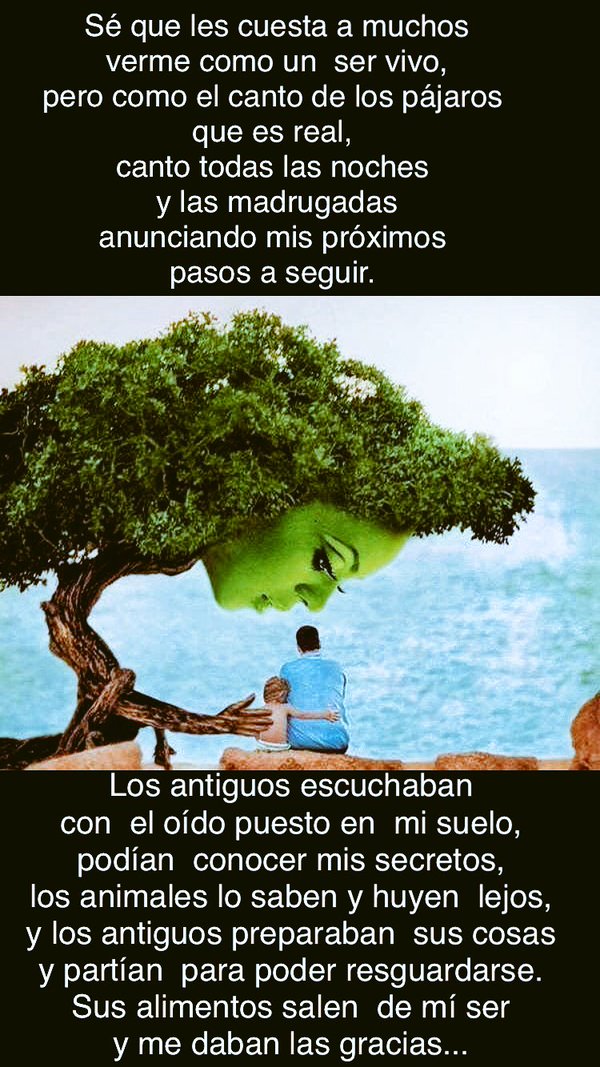 Sé que les cuesta a muchos
verme como un ser vivo,
pero como el canto de los pájaros
que es real,
canto todas las noches
y las madrugadas
anunciando mis próximos
pasos a seguir.
Los antiguos escuchaban
con el oído puesto en mi suelo,
podían conocer mis secretos,
los animales lo saben y huyen lejos,
y los antiguos preparaban sus cosas
y partían para poder resguardarse.
Sus alimentos salen de mí ser
y me daban las gracias...